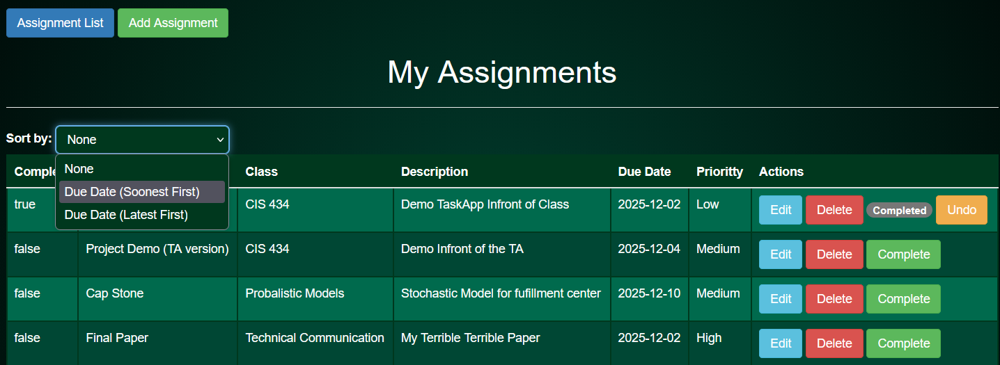 Assignment List Add Assignment
My Assignments
Sort by: None
None
Due Date (Soonest First)
Due Date (Latest First)
Comple Class Description Due Date Prioritty Actions
true CIS 434 Demo TaskApp Infront of Class 2025-12-02 Low Edit Delete Completed Undo
false Project Demo (TA version) CIS 434 Demo Infront of the TA 2025-12-04 Medium Edit Delete Complete
false Cap Stone Probalistic Models Stochastic Model for fufillment center 2025-12-10 Medium Edit Delete Complete
false Final Paper Technical Communication My Terrible Terrible Paper 2025-12-02 High Edit Delete Complete